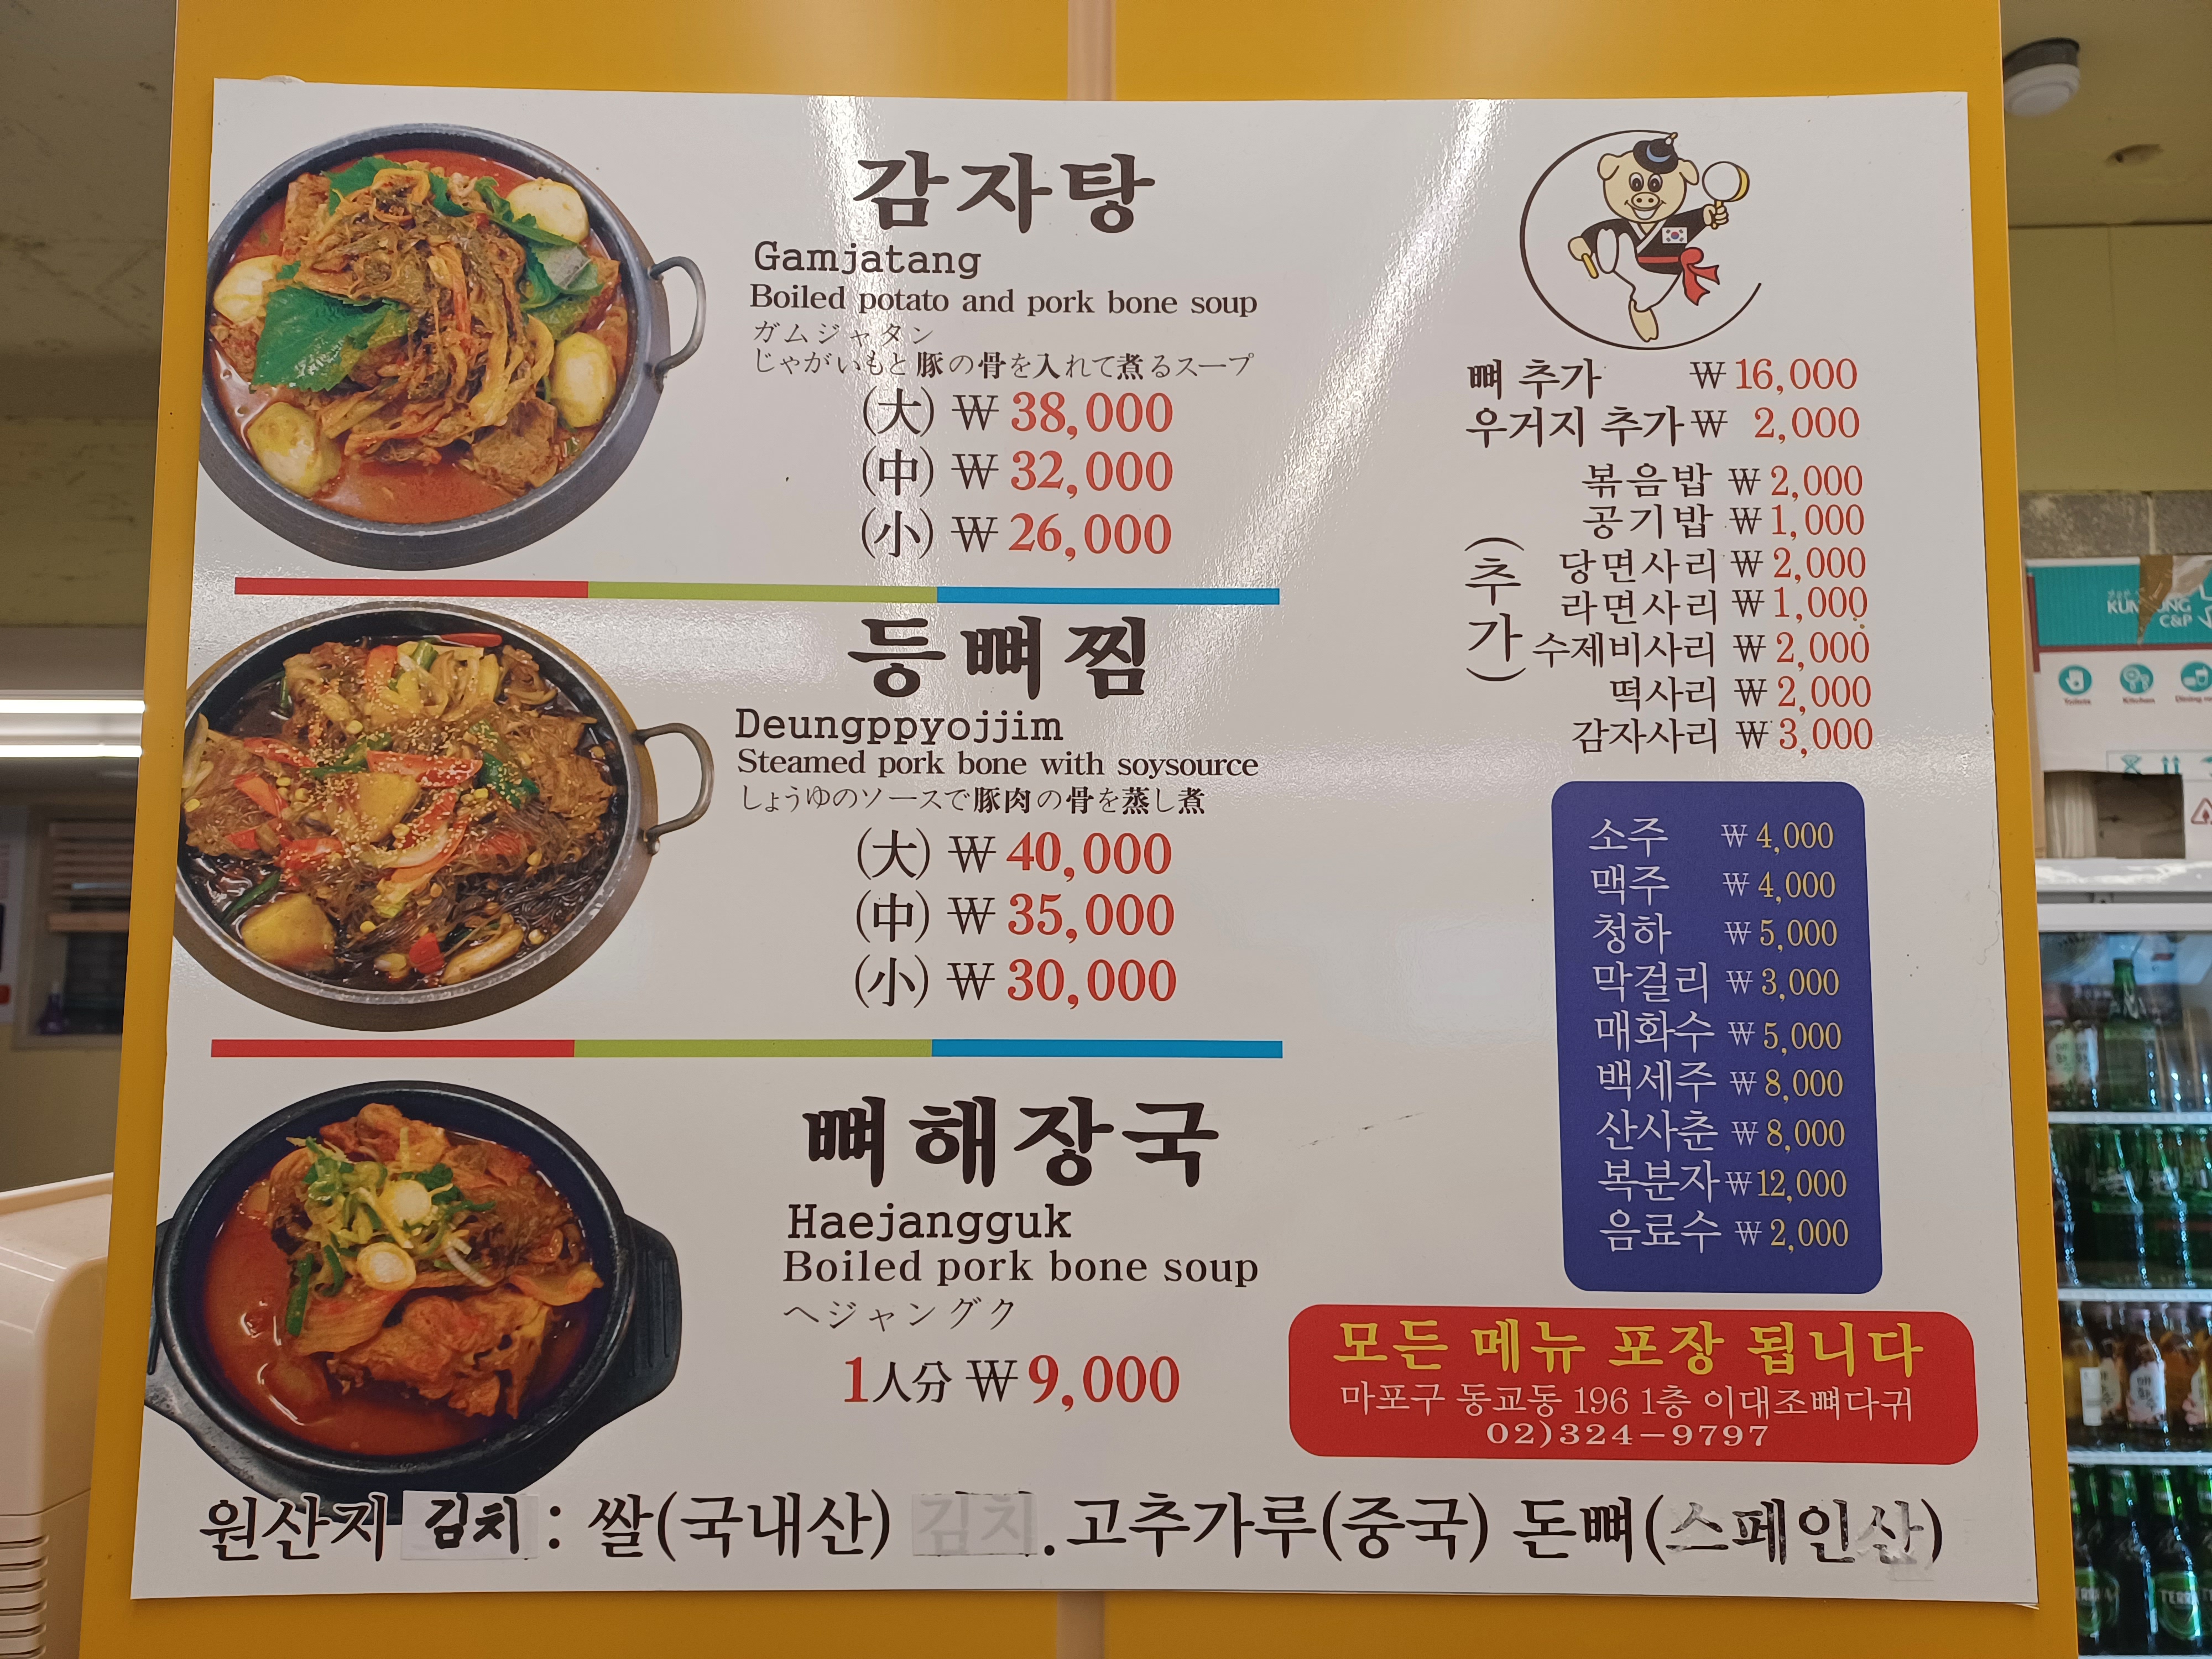 감자탕
Gamjatang
Boiled potato and pork bone soup
ガムジャタン
じゃがいもと豚の骨を入れて煮るスープ
(大) ₩ 38,000
(中) ₩ 32,000
(小) ₩ 26,000
등뼈찜
Deungppyojjim
Steamed pork bone with soysource
しょうゆのソースで豚肉の骨を蒸し煮
(大) ₩ 40,000
(中) ₩ 35,000
(小) ₩ 30,000
뼈해장국
Haejangguk
Boiled pork bone soup
ヘジャングク
1人分 ₩ 9,000
뼈 추가 ₩ 16,000
우거지 추가 ₩ 2,000
(추가)
볶음밥 ₩ 2,000
공기밥 ₩ 1,000
당면사리 ₩ 2,000
라면사리 ₩ 1,000
수제비사리 ₩ 2,000
떡사리 ₩ 2,000
감자사리 ₩ 3,000
소주 ₩ 4,000
맥주 ₩ 4,000
청하 ₩ 5,000
막걸리 ₩ 3,000
매화수 ₩ 5,000
백세주 ₩ 8,000
산사춘 ₩ 8,000
복분자 ₩ 12,000
음료수 ₩ 2,000
모든 메뉴 포장 됩니다
마포구 동교동 196 1층 이대조뼈다귀
02)324-9797
원산지 김치 : 쌀(국내산) 김치.고추가루(중국) 돈뼈(스페인산)
C&P
Kitchen
TERRA